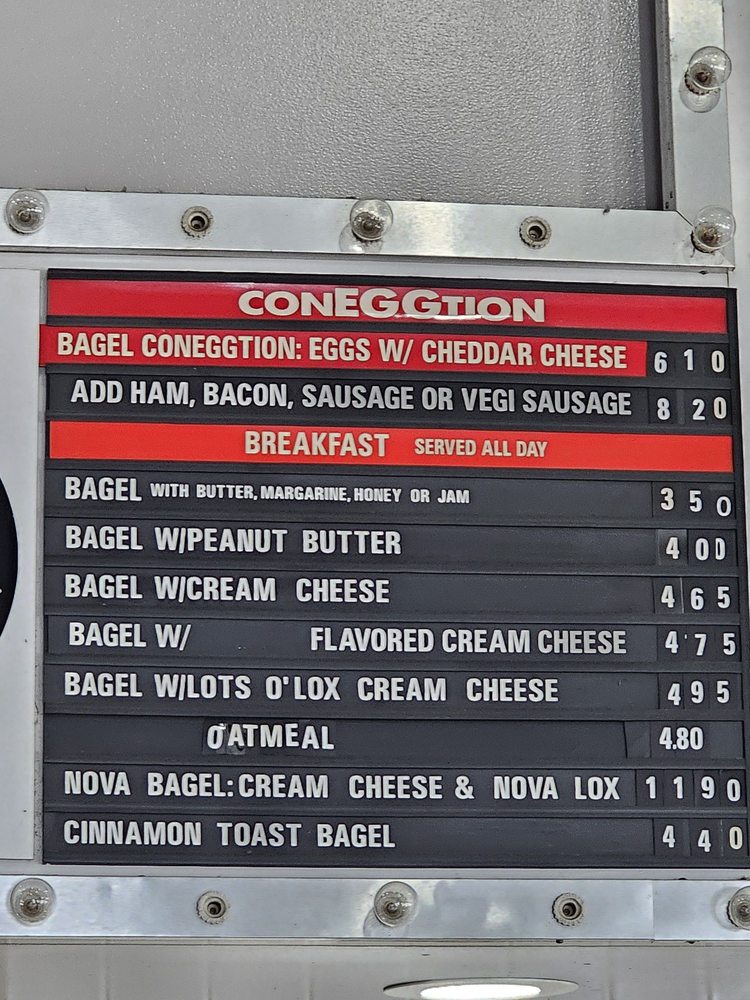 CONEGGTION
BAGEL CONEGGTION: EGGS W/ CHEDDAR CHEESE 6 1 0
ADD HAM, BACON, SAUSAGE OR VEGI SAUSAGE 8 2 0
BREAKFAST SERVED ALL DAY
BAGEL WITH BUTTER, MARGARINE, HONEY OR JAM 3 5 0
BAGEL W/PEANUT BUTTER 4 0 0
BAGEL W/CREAM CHEESE 4 6 5
BAGEL W/ FLAVORED CREAM CHEESE 4 7 5
BAGEL W/LOTS O'LOX CREAM CHEESE 4 9 5
OATMEAL 4.80
NOVA BAGEL: CREAM CHEESE & NOVA LOX 1 1 9 0
CINNAMON TOAST BAGEL 4 4 0